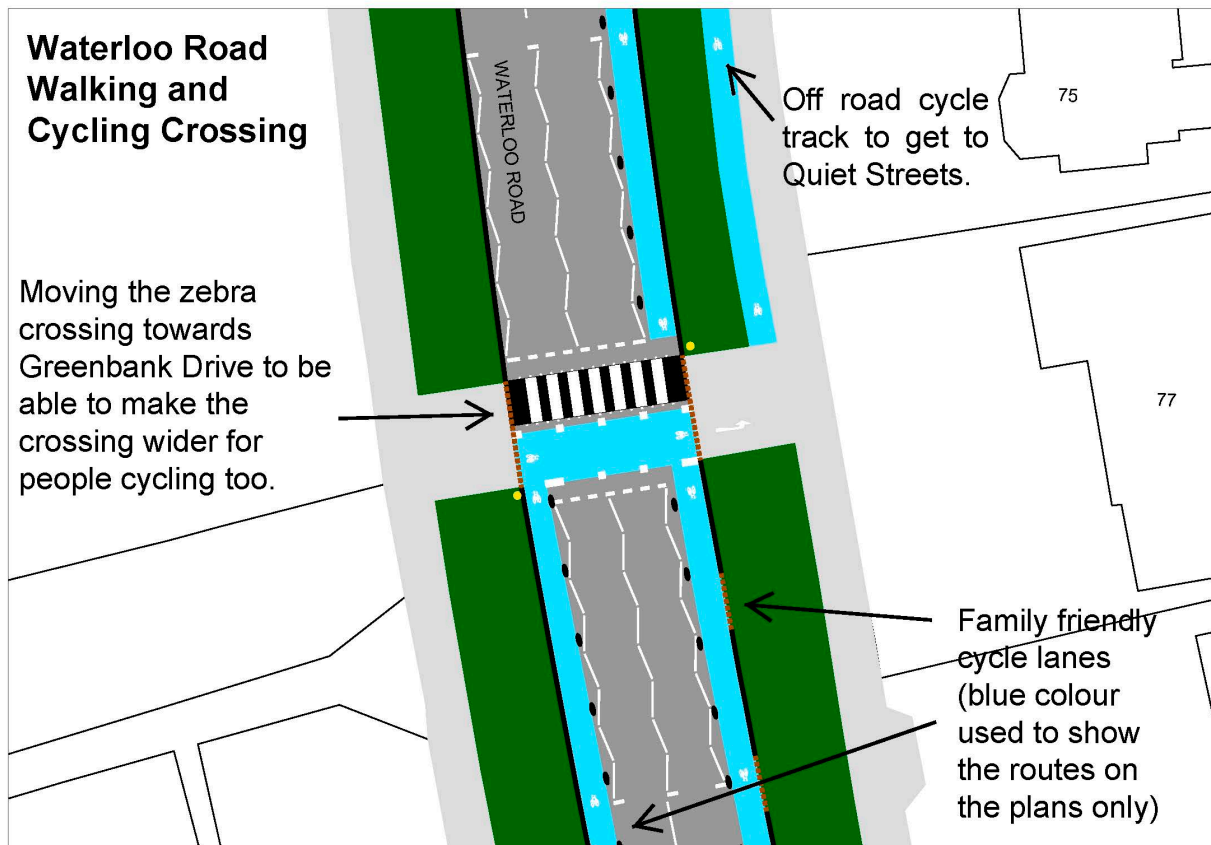 Waterloo Road
Walking and
Cycling Crossing
WATERLOO ROAD
Off road cycle
track to get to
Quiet Streets.
75
Moving the zebra
crossing towards
Greenbank Drive to be
able to make the
crossing wider for
people cycling too.
77
Family friendly
cycle lanes
(blue colour
used to show
the routes on
the plans only)